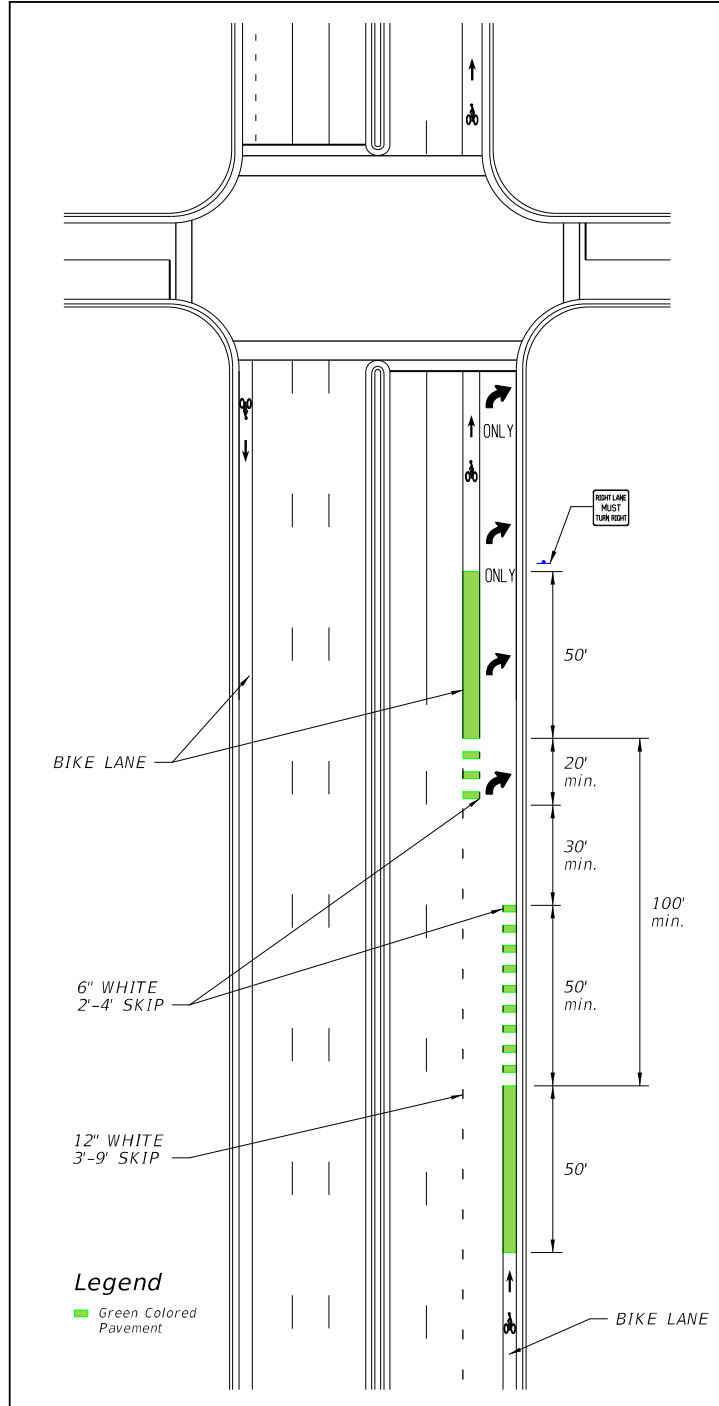 ONLY
RIGHT LANE
MUST
TURN RIGHT
ONLY
50'
BIKE LANE
20'
min.
30'
min.
100'
min.
6" WHITE
2'-4' SKIP
50'
min.
12" WHITE
3'-9' SKIP
50'
Legend
Green Colored
Pavement
BIKE LANE